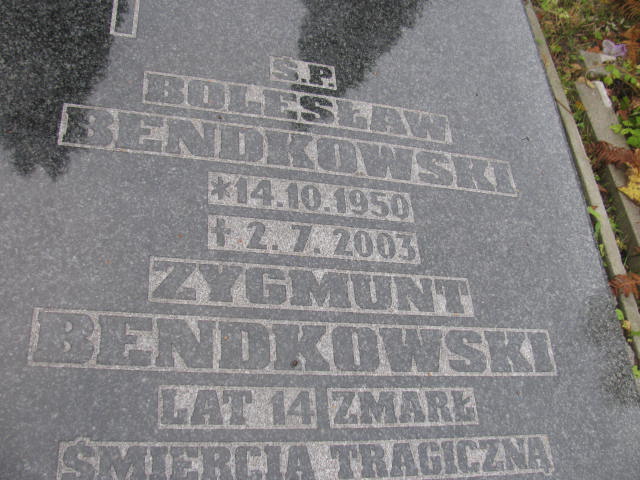 Ś.P.
BOLESŁAW
BENDKOWSKI
*14.10.1950
† 2. 7. 2003
ZYGMUNT
BENDKOWSKI
LAT 14 ZMARŁ
ŚMIERCIĄ TRAGICZNĄ